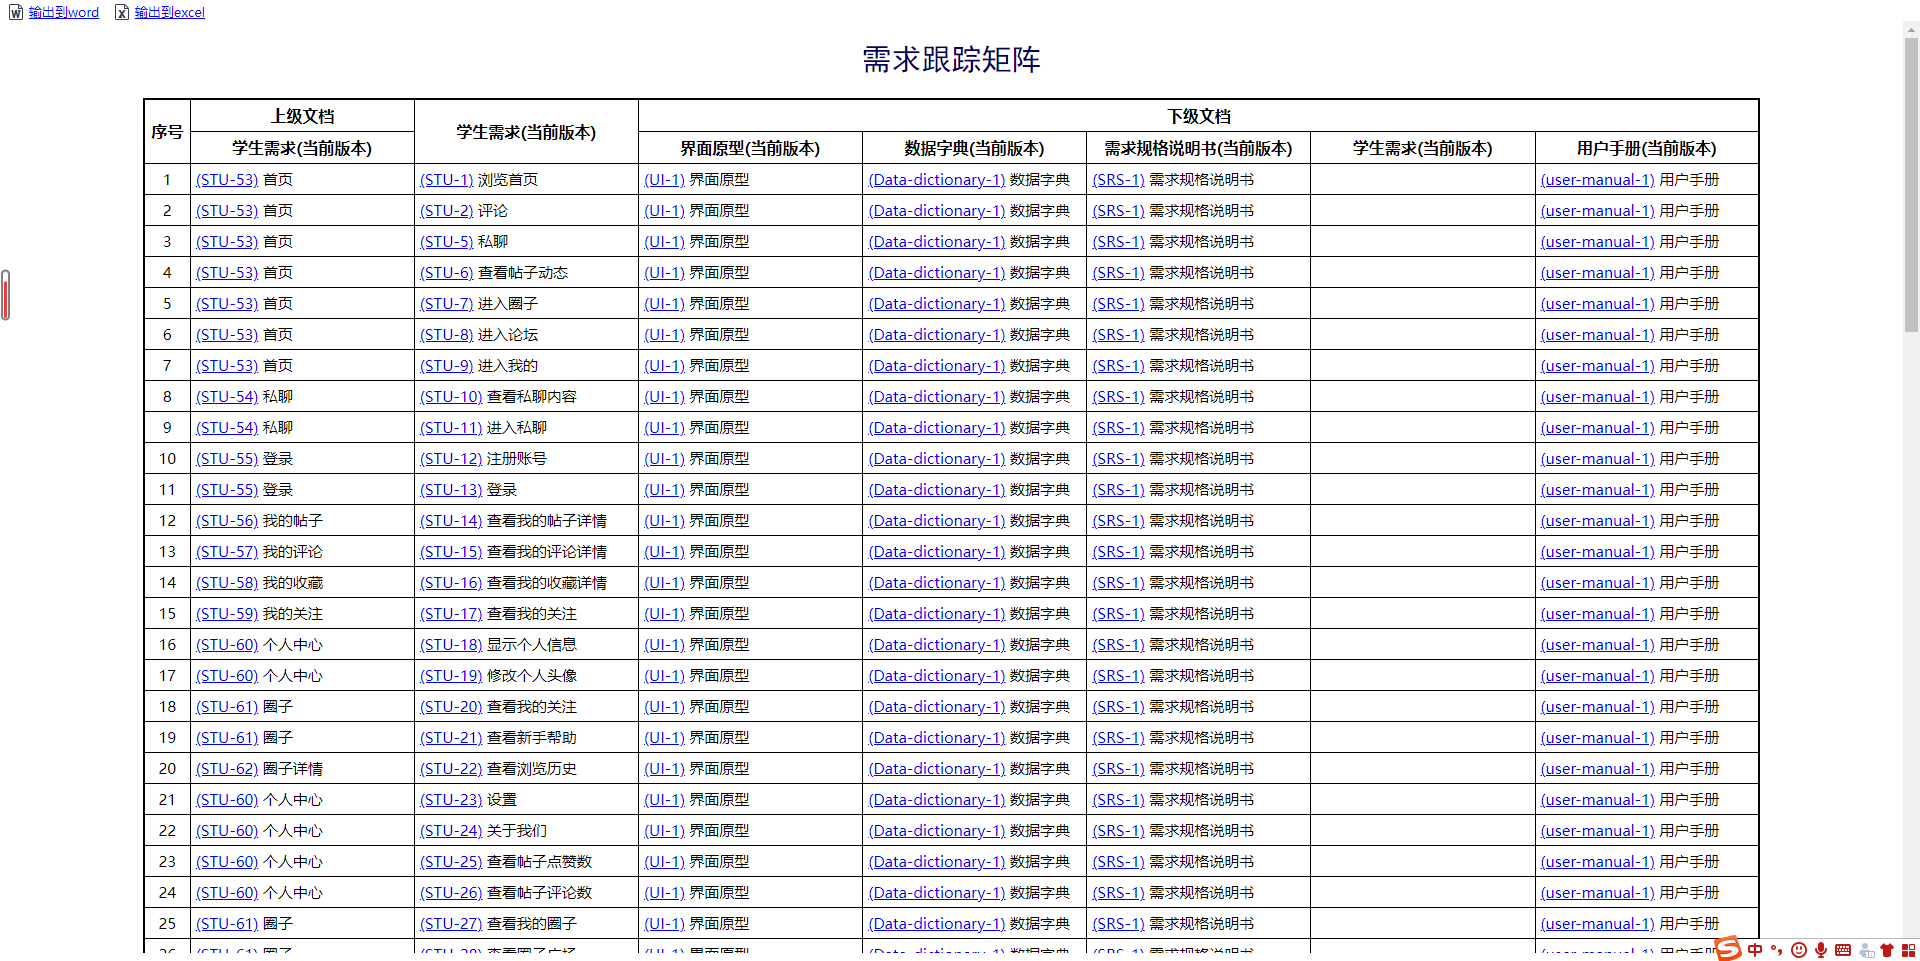 输出到word 输出到excel
需求跟踪矩阵
序号 上级文档 学生需求(当前版本) 下级文档
学生需求(当前版本) 界面原型(当前版本) 数据字典(当前版本) 需求规格说明书(当前版本) 学生需求(当前版本) 用户手册(当前版本)
1 (STU-53) 首页 (STU-1) 浏览首页 (UI-1) 界面原型 (Data-dictionary-1) 数据字典 (SRS-1) 需求规格说明书 (user-manual-1) 用户手册
2 (STU-53) 首页 (STU-2) 评论 (UI-1) 界面原型 (Data-dictionary-1) 数据字典 (SRS-1) 需求规格说明书 (user-manual-1) 用户手册
3 (STU-53) 首页 (STU-5) 私聊 (UI-1) 界面原型 (Data-dictionary-1) 数据字典 (SRS-1) 需求规格说明书 (user-manual-1) 用户手册
4 (STU-53) 首页 (STU-6) 查看帖子动态 (UI-1) 界面原型 (Data-dictionary-1) 数据字典 (SRS-1) 需求规格说明书 (user-manual-1) 用户手册
5 (STU-53) 首页 (STU-7) 进入圈子 (UI-1) 界面原型 (Data-dictionary-1) 数据字典 (SRS-1) 需求规格说明书 (user-manual-1) 用户手册
6 (STU-53) 首页 (STU-8) 进入论坛 (UI-1) 界面原型 (Data-dictionary-1) 数据字典 (SRS-1) 需求规格说明书 (user-manual-1) 用户手册
7 (STU-53) 首页 (STU-9) 进入我的 (UI-1) 界面原型 (Data-dictionary-1) 数据字典 (SRS-1) 需求规格说明书 (user-manual-1) 用户手册
8 (STU-54) 私聊 (STU-10) 查看私聊内容 (UI-1) 界面原型 (Data-dictionary-1) 数据字典 (SRS-1) 需求规格说明书 (user-manual-1) 用户手册
9 (STU-54) 私聊 (STU-11) 进入私聊 (UI-1) 界面原型 (Data-dictionary-1) 数据字典 (SRS-1) 需求规格说明书 (user-manual-1) 用户手册
10 (STU-55) 登录 (STU-12) 注册账号 (UI-1) 界面原型 (Data-dictionary-1) 数据字典 (SRS-1) 需求规格说明书 (user-manual-1) 用户手册
11 (STU-55) 登录 (STU-13) 登录 (UI-1) 界面原型 (Data-dictionary-1) 数据字典 (SRS-1) 需求规格说明书 (user-manual-1) 用户手册
12 (STU-56) 我的帖子 (STU-14) 查看我的帖子详情 (UI-1) 界面原型 (Data-dictionary-1) 数据字典 (SRS-1) 需求规格说明书 (user-manual-1) 用户手册
13 (STU-57) 我的评论 (STU-15) 查看我的评论详情 (UI-1) 界面原型 (Data-dictionary-1) 数据字典 (SRS-1) 需求规格说明书 (user-manual-1) 用户手册
14 (STU-58) 我的收藏 (STU-16) 查看我的收藏详情 (UI-1) 界面原型 (Data-dictionary-1) 数据字典 (SRS-1) 需求规格说明书 (user-manual-1) 用户手册
15 (STU-59) 我的关注 (STU-17) 查看我的关注 (UI-1) 界面原型 (Data-dictionary-1) 数据字典 (SRS-1) 需求规格说明书 (user-manual-1) 用户手册
16 (STU-60) 个人中心 (STU-18) 显示个人信息 (UI-1) 界面原型 (Data-dictionary-1) 数据字典 (SRS-1) 需求规格说明书 (user-manual-1) 用户手册
17 (STU-60) 个人中心 (STU-19) 修改个人头像 (UI-1) 界面原型 (Data-dictionary-1) 数据字典 (SRS-1) 需求规格说明书 (user-manual-1) 用户手册
18 (STU-61) 圈子 (STU-20) 查看我的关注 (UI-1) 界面原型 (Data-dictionary-1) 数据字典 (SRS-1) 需求规格说明书 (user-manual-1) 用户手册
19 (STU-61) 圈子 (STU-21) 查看新手帮助 (UI-1) 界面原型 (Data-dictionary-1) 数据字典 (SRS-1) 需求规格说明书 (user-manual-1) 用户手册
20 (STU-62) 圈子详情 (STU-22) 查看浏览历史 (UI-1) 界面原型 (Data-dictionary-1) 数据字典 (SRS-1) 需求规格说明书 (user-manual-1) 用户手册
21 (STU-60) 个人中心 (STU-23) 设置 (UI-1) 界面原型 (Data-dictionary-1) 数据字典 (SRS-1) 需求规格说明书 (user-manual-1) 用户手册
22 (STU-60) 个人中心 (STU-24) 关于我们 (UI-1) 界面原型 (Data-dictionary-1) 数据字典 (SRS-1) 需求规格说明书 (user-manual-1) 用户手册
23 (STU-60) 个人中心 (STU-25) 查看帖子点赞数 (UI-1) 界面原型 (Data-dictionary-1) 数据字典 (SRS-1) 需求规格说明书 (user-manual-1) 用户手册
24 (STU-60) 个人中心 (STU-26) 查看帖子评论数 (UI-1) 界面原型 (Data-dictionary-1) 数据字典 (SRS-1) 需求规格说明书 (user-manual-1) 用户手册
25 (STU-61) 圈子 (STU-27) 查看我的圈子 (UI-1) 界面原型 (Data-dictionary-1) 数据字典 (SRS-1) 需求规格说明书 (user-manual-1) 用户手册
中